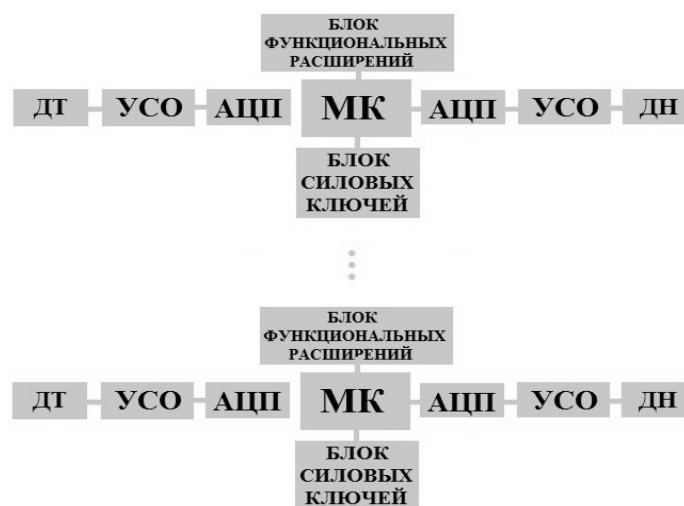 БЛОК
ФУНКЦИОНАЛЬНЫХ
РАСШИРЕНИЙ
ДТ УСО АЦП МК АЦП УСО ДН
БЛОК
СИЛОВЫХ
КЛЮЧЕЙ
БЛОК
ФУНКЦИОНАЛЬНЫХ
РАСШИРЕНИЙ
ДТ УСО АЦП МК АЦП УСО ДН
БЛОК
СИЛОВЫХ
КЛЮЧЕЙ